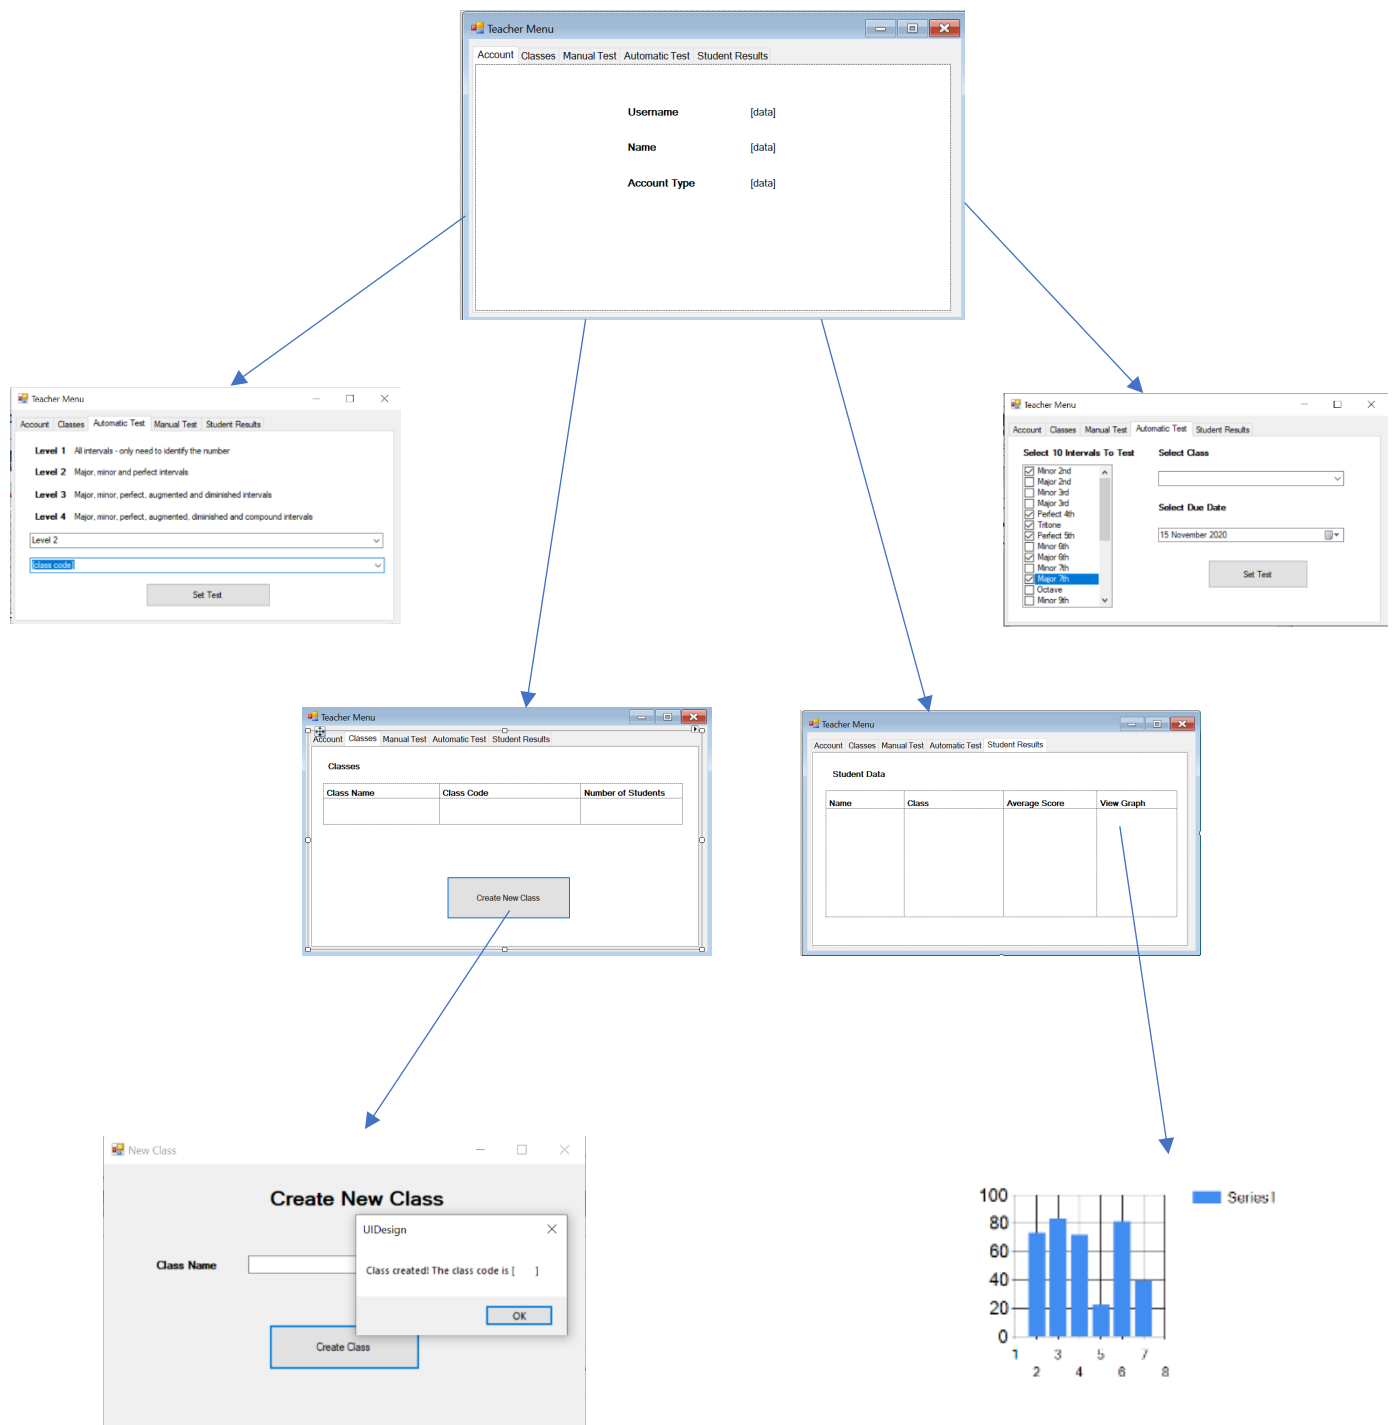 Teacher Menu
Account Classes Manual Test Automatic Test Student Results
Username [data]
Name [data]
Account Type [data]
Teacher Menu
Account Classes Automatic Test Manual Test Student Results
Level 1 All intervals - only need to identify the number
Level 2 Major, minor and perfect intervals
Level 3 Major, minor, perfect, augmented and diminished intervals
Level 4 Major, minor, perfect, augmented, diminished and compound intervals
Level 2
[class code]
Set Test
Teacher Menu
Account Classes Manual Test Automatic Test Student Results
Select 10 Intervals To Test
Minor 2nd
Major 2nd
Minor 3rd
Major 3rd
Perfect 4th
Tritone
Perfect 5th
Minor 6th
Major 6th
Minor 7th
Major 7th
Octave
Minor 9th
Select Class
Select Due Date
15 November 2020
Set Test
Teacher Menu
Account Classes Manual Test Automatic Test Student Results
Classes
Class Name Class Code Number of Students
Create New Class
Teacher Menu
Account Classes Manual Test Automatic Test Student Results
Student Data
Name Class Average Score View Graph
New Class
Create New Class
Class Name
Create Class
UIDesign
Class created! The class code is [ ]
OK
100
80
60
40
20
0
1 3 5 7
2 4 6 8
Series1